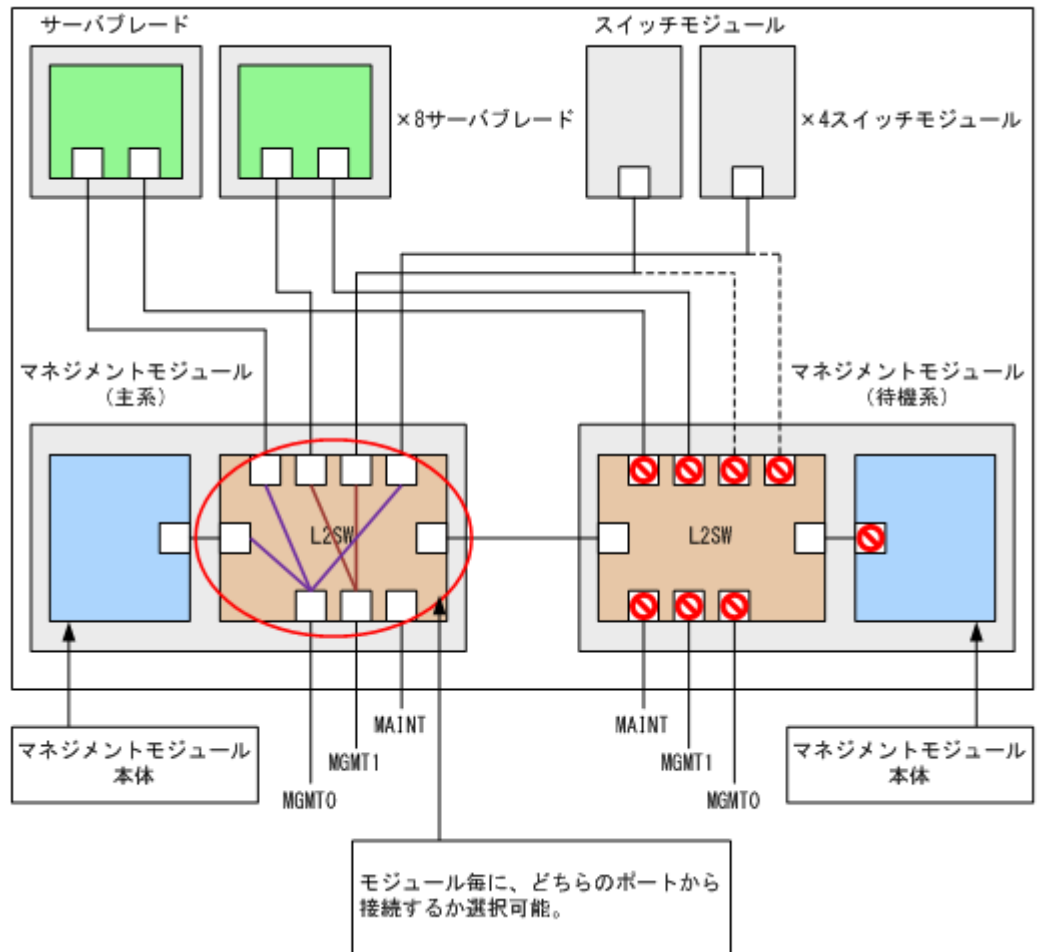 サーバブレード
スイッチモジュール
×8サーバブレード
×4スイッチモジュール
マネジメントモジュール
(主系)
マネジメントモジュール
(待機系)
L2SW
L2SW
MAINT
MAINT
MGMT1
MGMT1
MGMT0
MGMT0
マネジメントモジュール
本体
マネジメントモジュール
本体
モジュール毎に、どちらのポートから
接続するか選択可能。